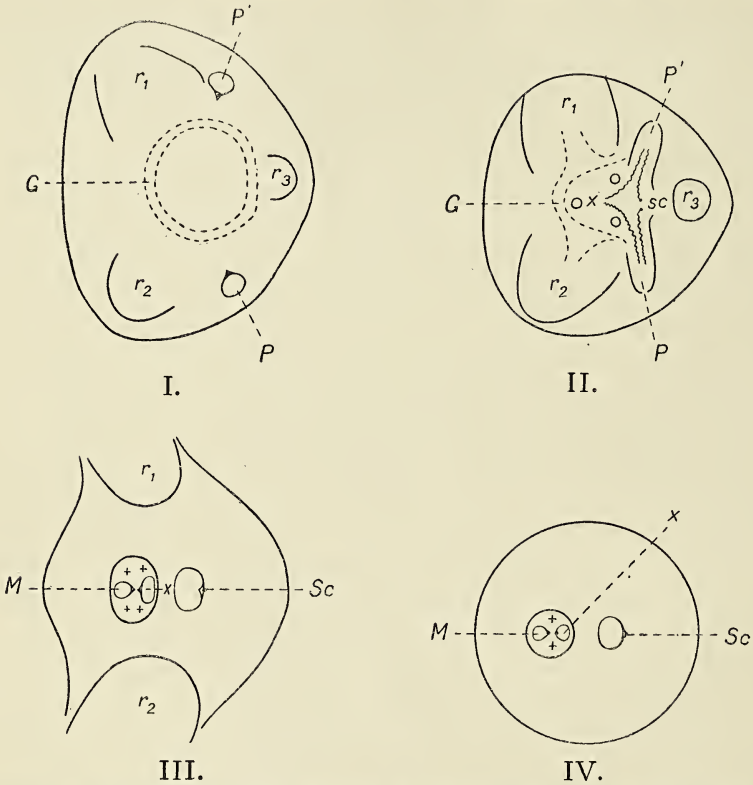 P'
r1
G
r3
r2
P
I.
P'
r1
G
x
sc
r3
r2
P
II.
r1
M
+ +
x
Sc
+ +
r2
III.
x
+
M
Sc
+
IV.